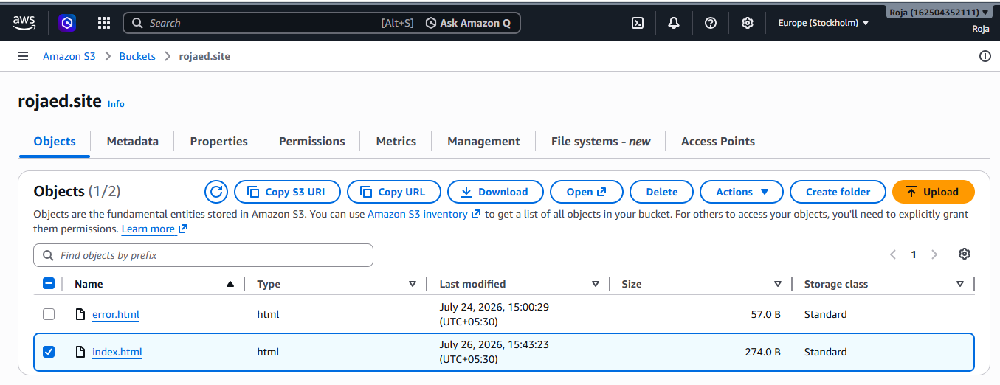 aws
Search [Alt+S] Ask Amazon Q Europe (Stockholm) Roja (162504352111)
Roja
Amazon S3 Buckets rojaed.site
rojaed.site Info
Objects Metadata Properties Permissions Metrics Management File systems - new Access Points
Objects (1/2) Copy S3 URI Copy URL Download Open Delete Actions Create folder Upload
Objects are the fundamental entities stored in Amazon S3. You can use Amazon S3 inventory to get a list of all objects in your bucket. For others to access your objects, you'll need to explicitly grant
them permissions. Learn more
Find objects by prefix 1
Name Type Last modified Size Storage class
error.html html July 24, 2026, 15:00:29 (UTC+05:30) 57.0 B Standard
index.html html July 26, 2026, 15:43:23 (UTC+05:30) 274.0 B Standard